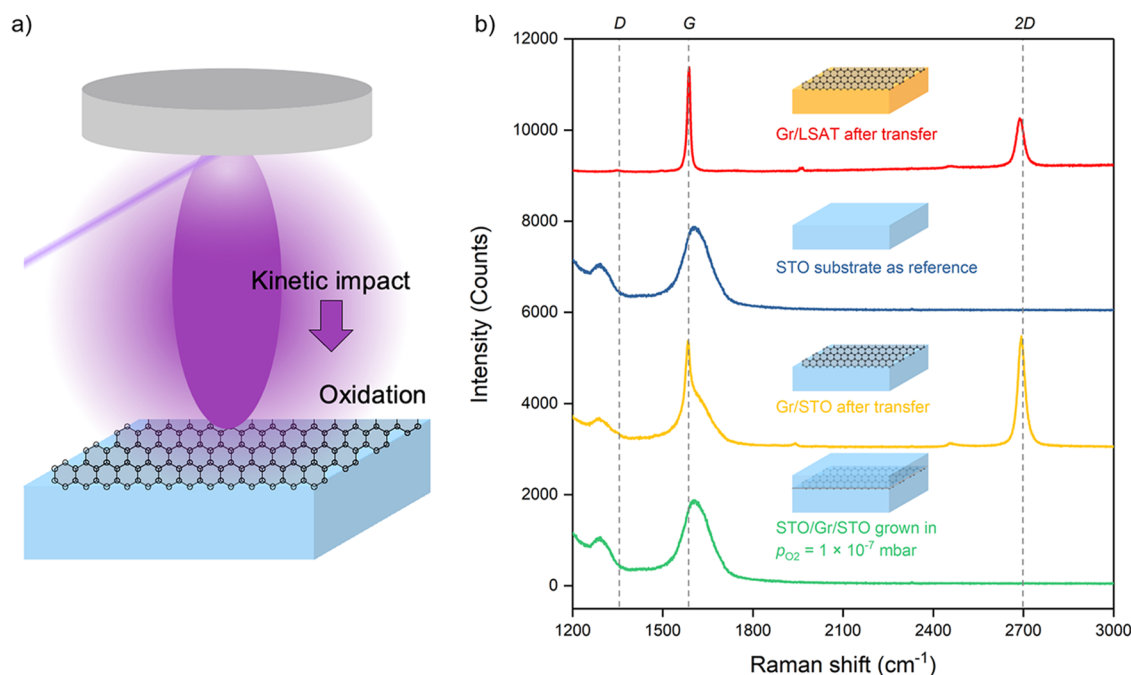 a)
Kinetic impact
Oxidation
b)
D
G
2D
12000
10000
8000
6000
4000
2000
0
Intensity (Counts)
Gr/LSAT after transfer
STO substrate as reference
Gr/STO after transfer
STO/Gr/STO grown in
pO2 = 1 × 10⁻⁷ mbar
1200
1500
1800
2100
2400
2700
3000
Raman shift (cm⁻¹)